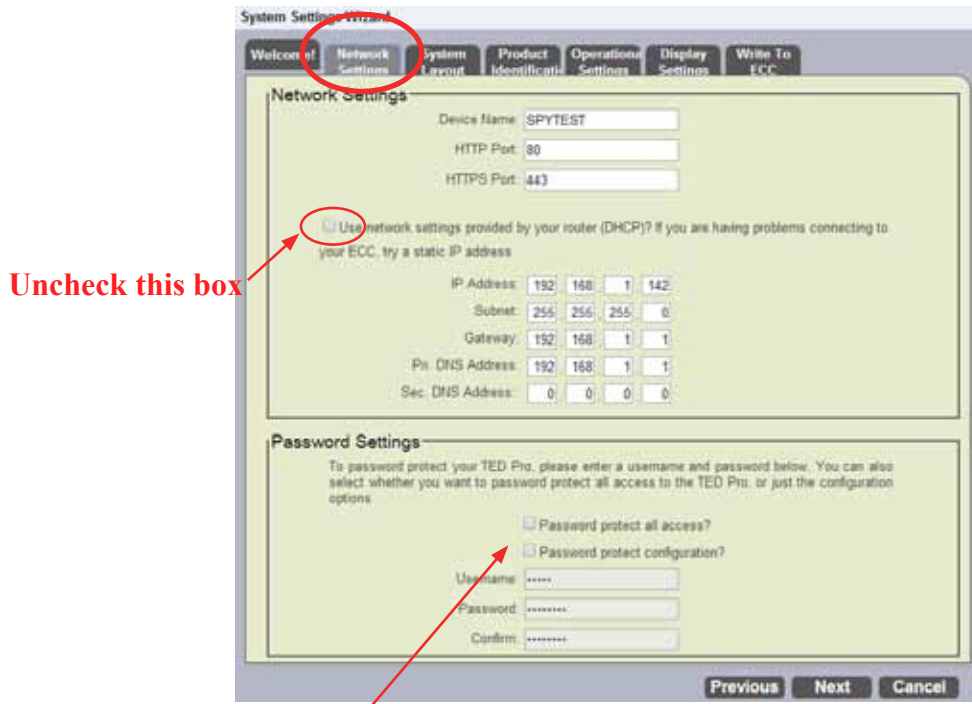 System Settings Wizard
Welcome! Network Settings System Layout Product Identificati Operationa Settings Display Settings Write To ECC
Network Settings
Device Name: SPYTEST
HTTP Port: 80
HTTPS Port: 443
Use network settings provided by your router (DHCP)? If you are having problems connecting to
your ECC, try a static IP address
Uncheck this box
IP Address: 192 168 1 142
Subnet: 255 255 255 0
Gateway: 192 168 1 1
Pri. DNS Address: 192 168 1 1
Sec. DNS Address: 0 0 0 0
Password Settings
To password protect your TED Pro, please enter a username and password below. You can also
select whether you want to password protect all access to the TED Pro, or just the configuration
options
Password protect all access?
Password protect configuration?
Username: •••••
Password: ••••••••
Confirm: ••••••••
Previous Next Cancel